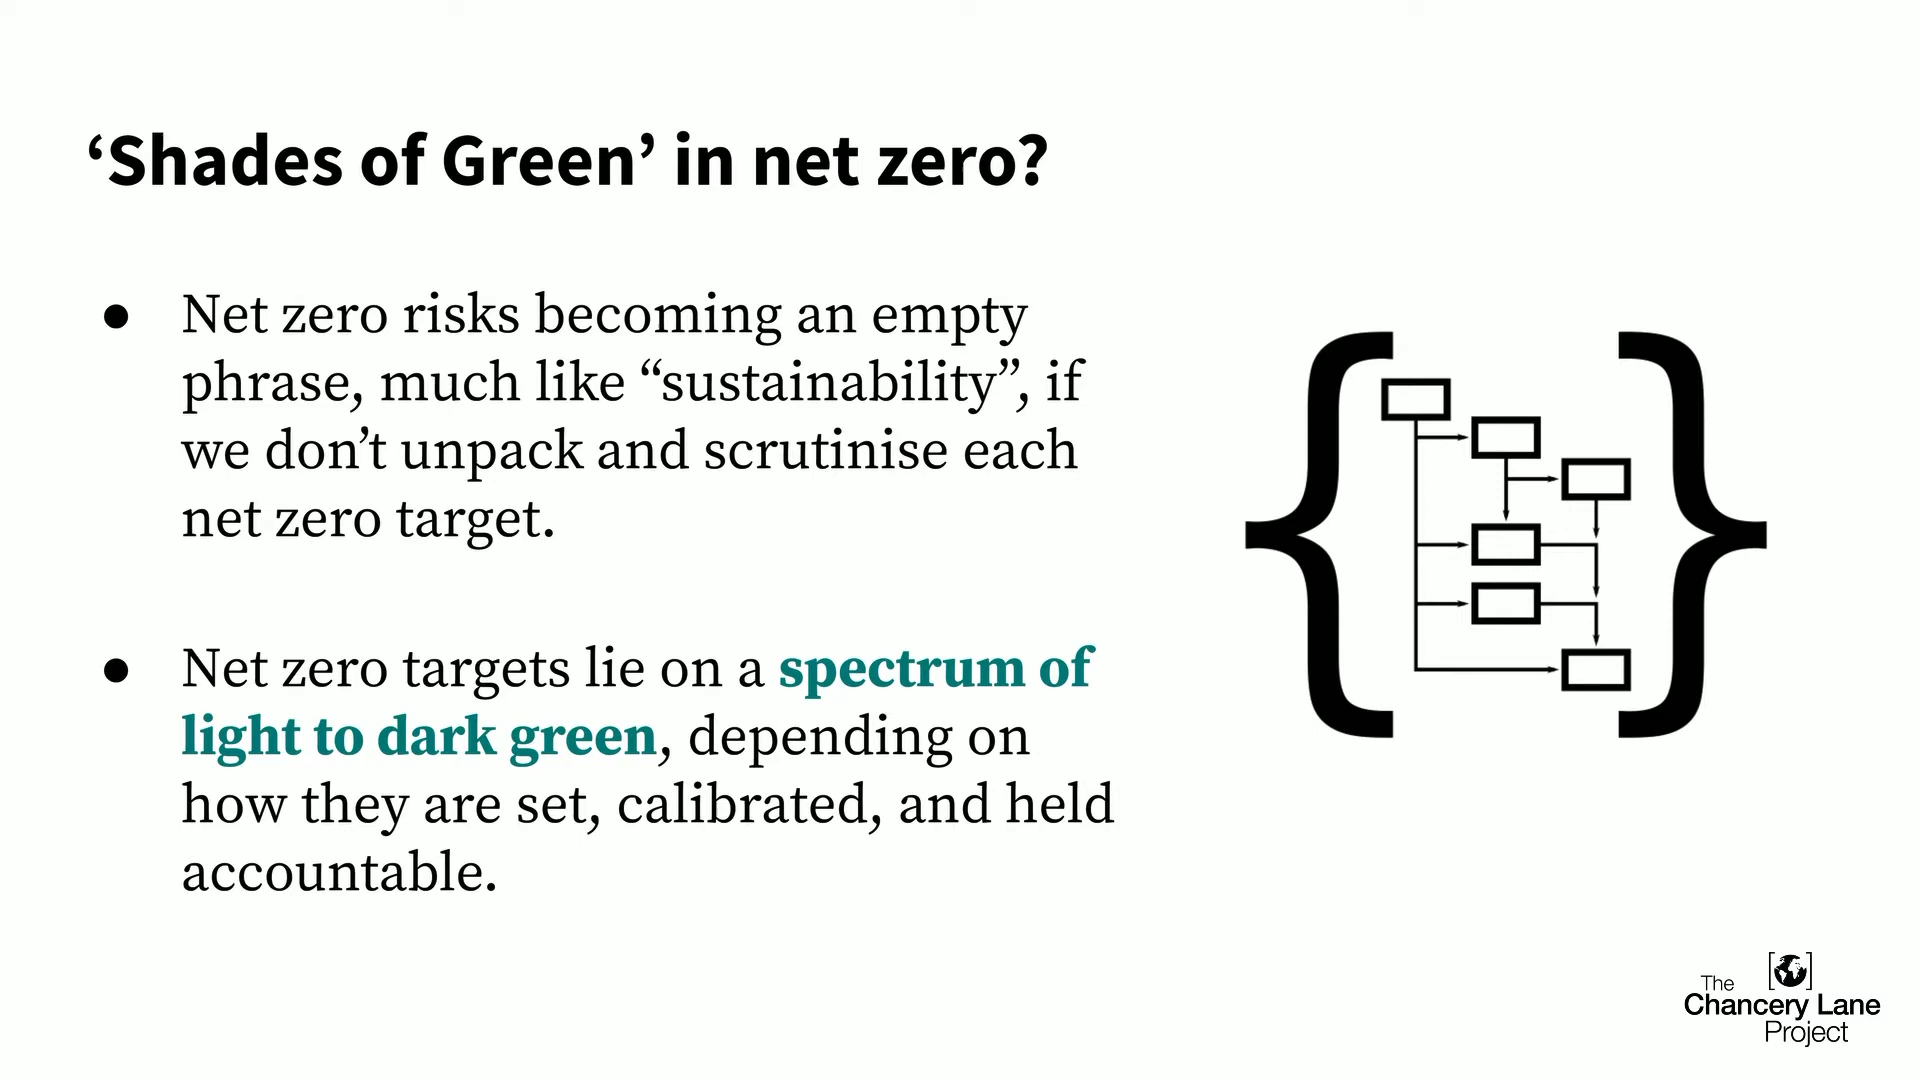 ‘Shades of Green’ in net zero?
● Net zero risks becoming an empty
phrase, much like “sustainability”, if
we don’t unpack and scrutinise each
net zero target.
● Net zero targets lie on a spectrum of
light to dark green, depending on
how they are set, calibrated, and held
accountable.
The
Chancery Lane
Project